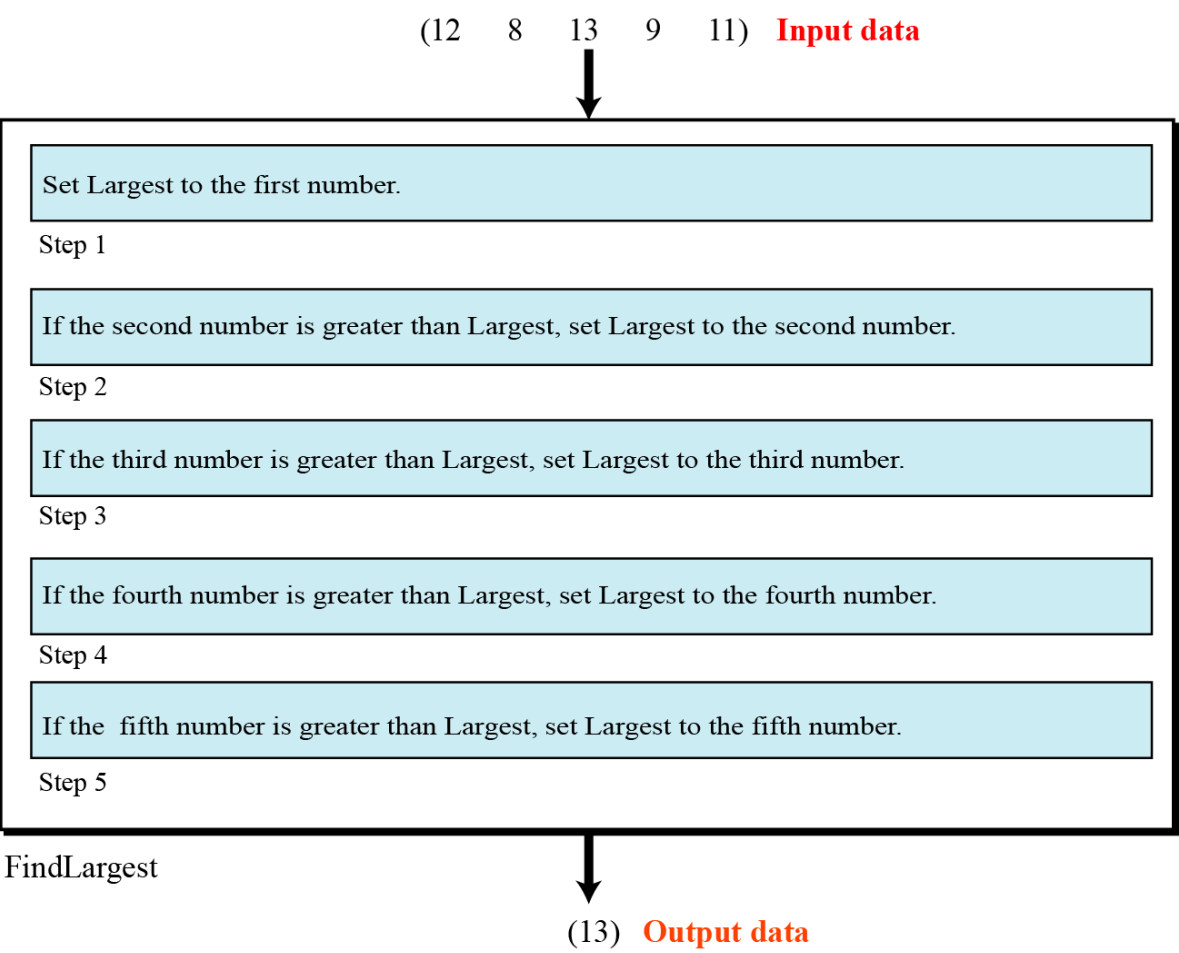 (12 8 13 9 11) Input data
Set Largest to the first number.
Step 1
If the second number is greater than Largest, set Largest to the second number.
Step 2
If the third number is greater than Largest, set Largest to the third number.
Step 3
If the fourth number is greater than Largest, set Largest to the fourth number.
Step 4
If the fifth number is greater than Largest, set Largest to the fifth number.
Step 5
FindLargest
(13) Output data